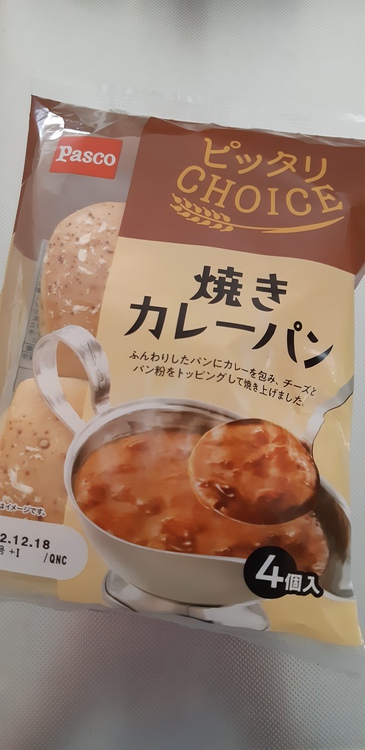 Pasco
ピッタリ
CHOICE
焼き
カレーパン
ふんわりしたパンにカレーを包み、チーズと
パン粉をトッピングして焼き上げました。
はイメージです。
2.12.18
号 +I /QNC
4個入